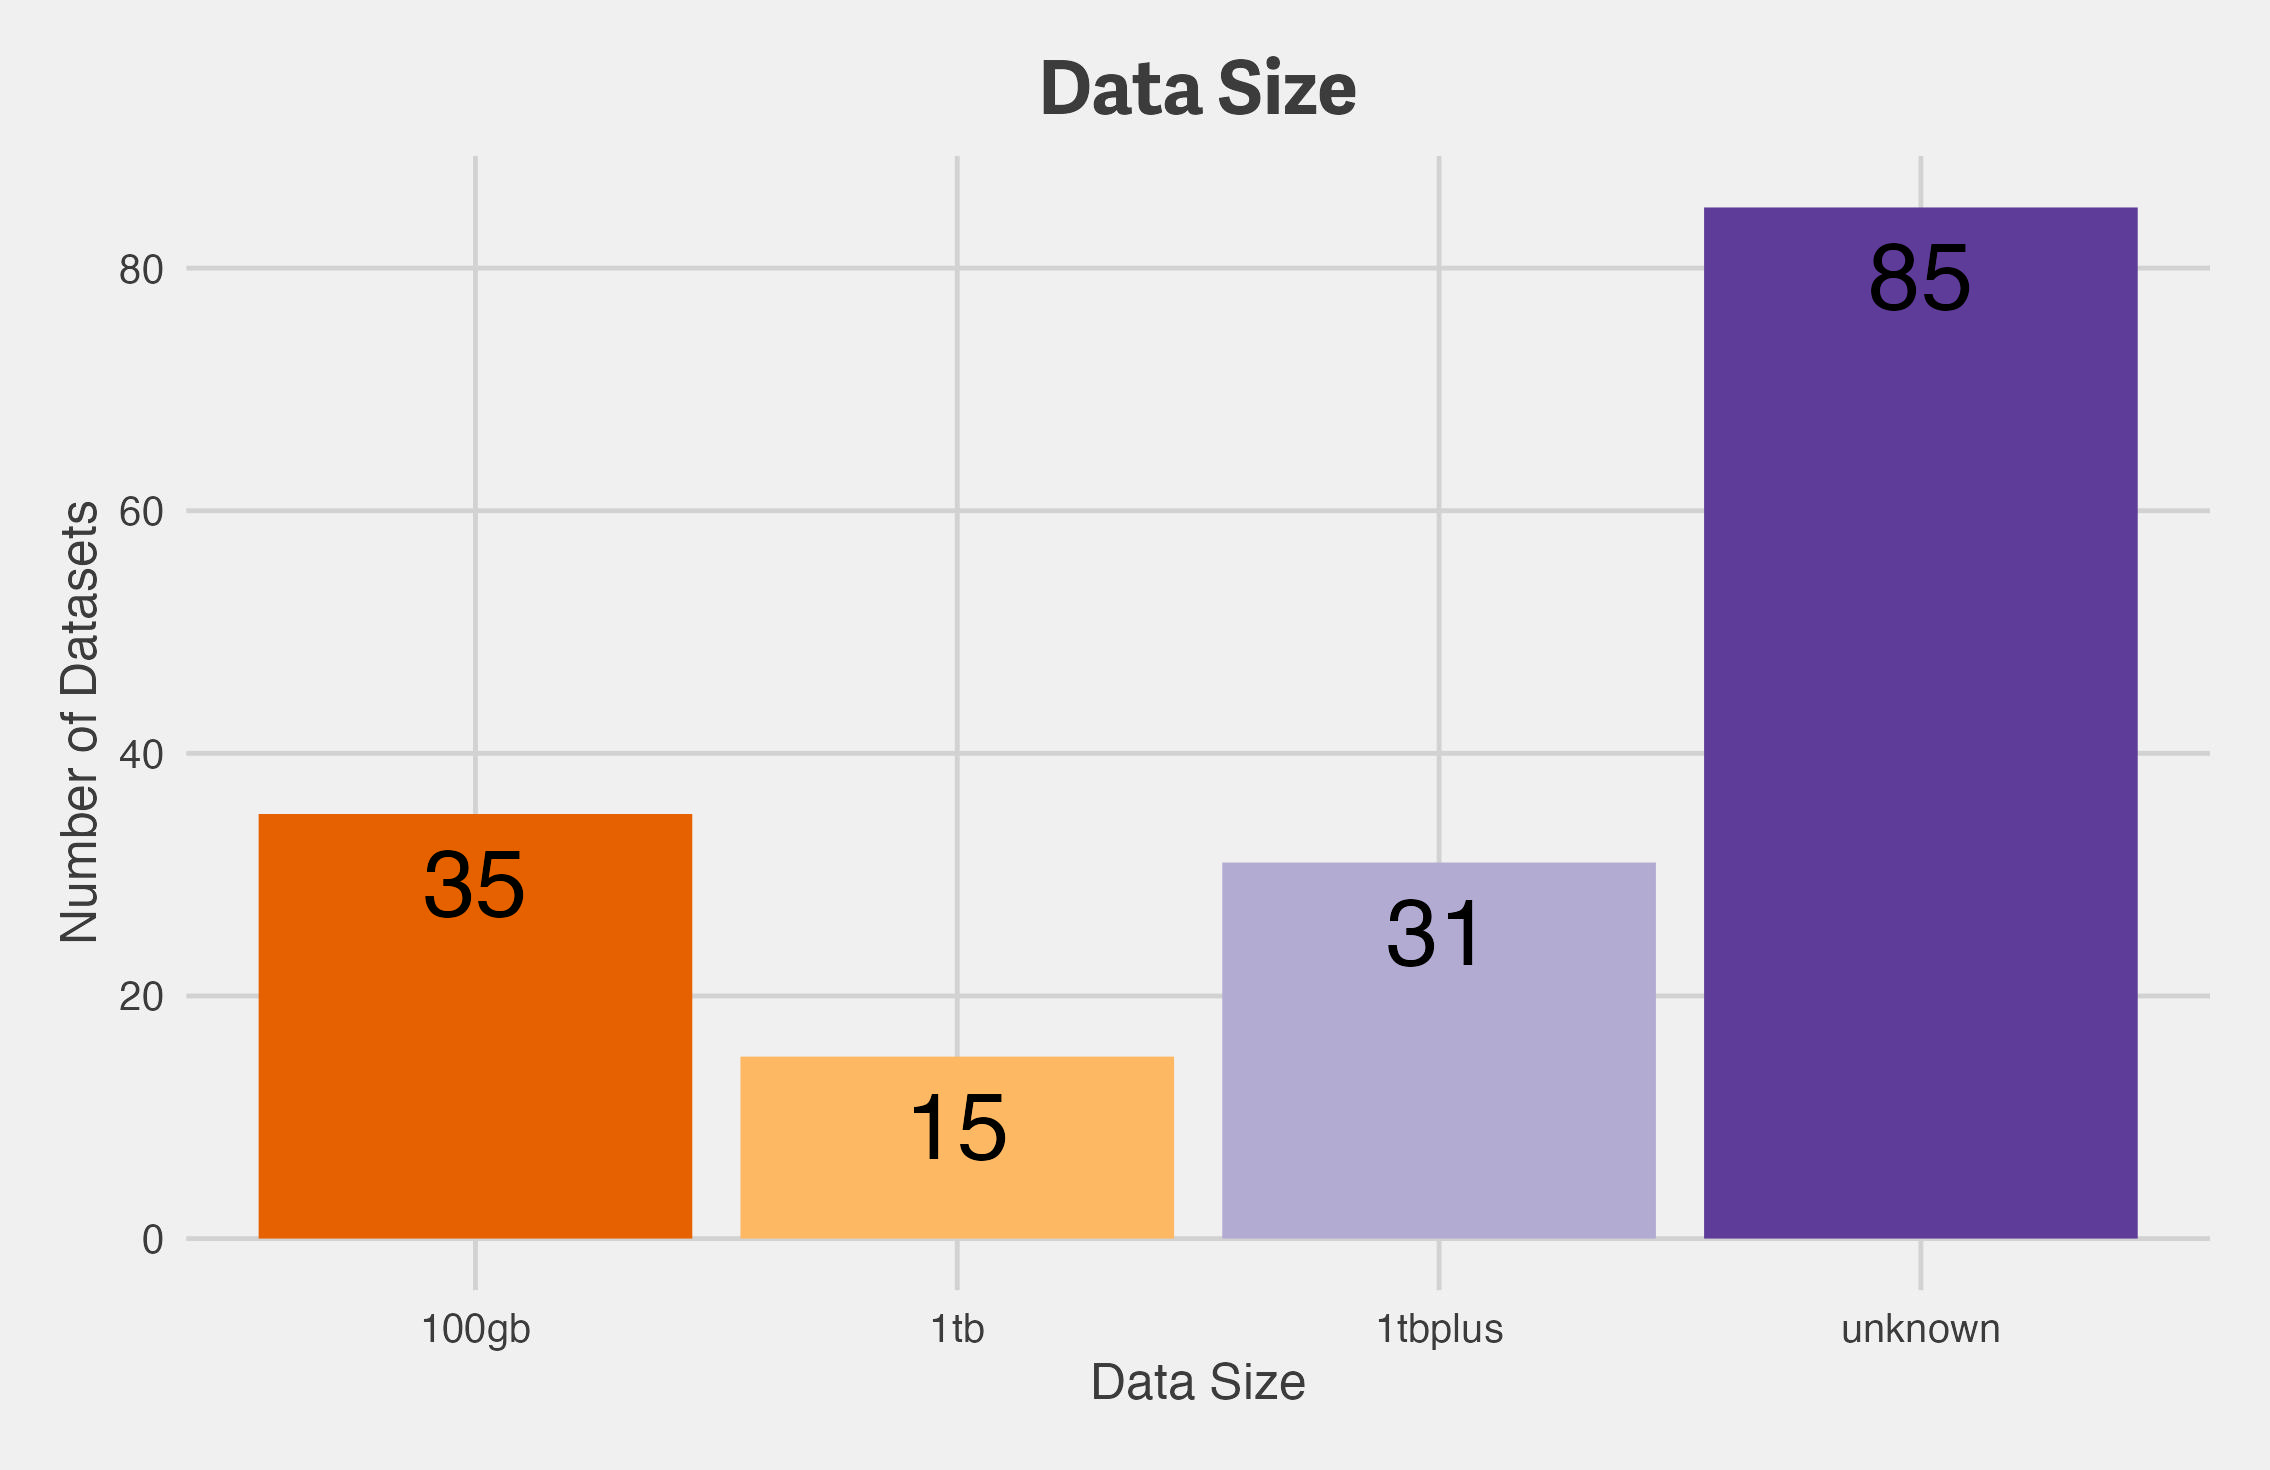 Data Size
Number of Datasets
80
60
40
20
0
35
15
31
85
100gb
1tb
1tbplus
unknown
Data Size